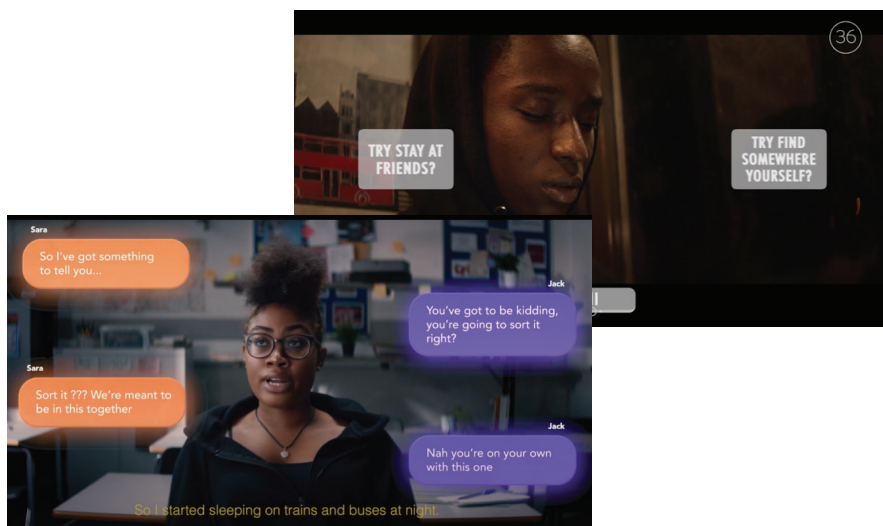 36
TRY STAY AT
FRIENDS?
TRY FIND
SOMEWHERE
YOURSELF?
Sara
So I've got something
to tell you...
Jack
You've got to be kidding,
you're going to sort it
right?
Sara
Sort it ??? We're meant to
be in this together
Jack
Nah you're on your own
with this one
So I started sleeping on trains and buses at night.